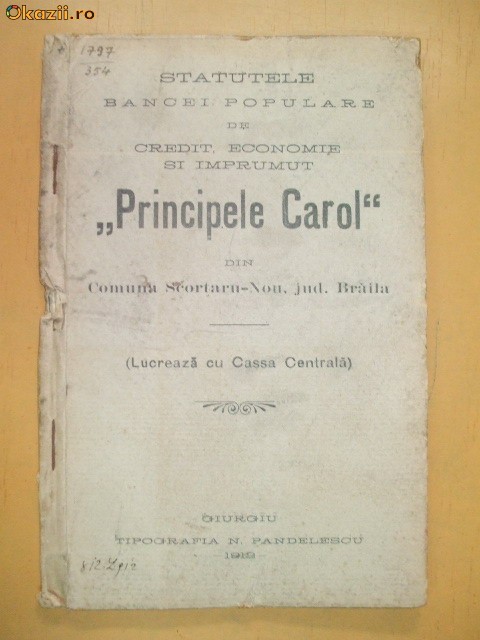 Okazii.ro
1797
354
STATUTELE
BANCEI POPULARE
DE
CREDIT, ECONOMIE
SI IMPRUMUT
„Principele Carol“
DIN
Comuna Scorțaru-Nou, jud. Brăila
(Lucrează cu Cassa Centrală)
GIURGIU
TIPOGRAFIA N. PANDELESCU
1912